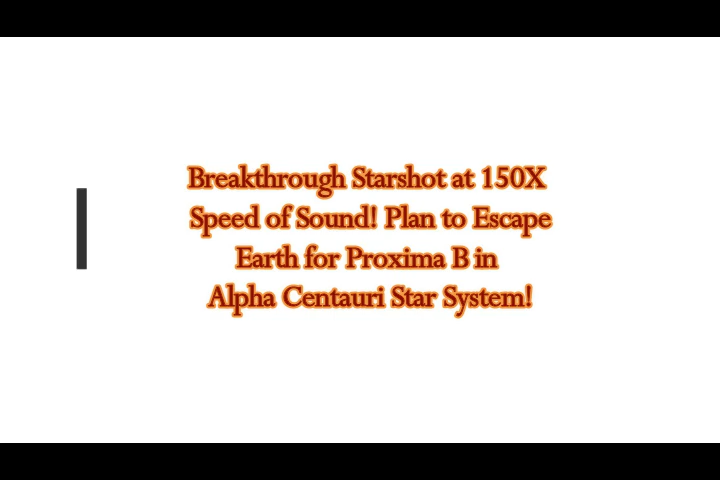 Breakthrough Starshot at 150X
Speed of Sound! Plan to Escape
Earth for Proxima B in
Alpha Centauri Star System!